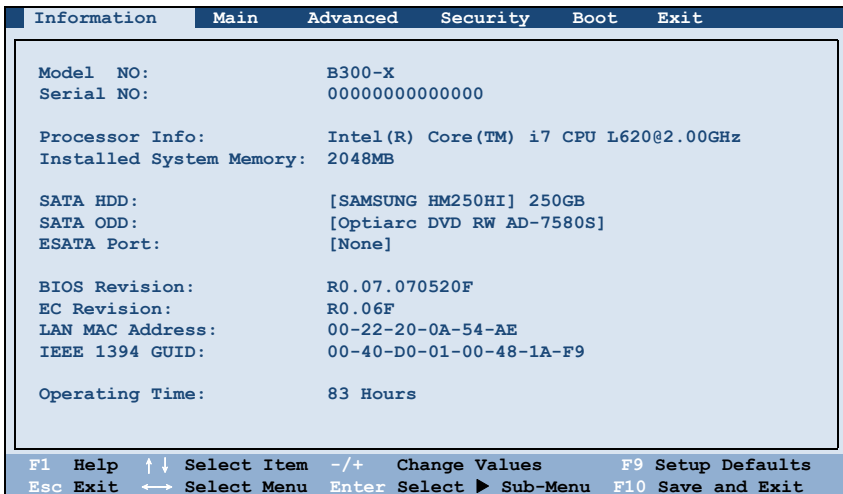 Information Main Advanced Security Boot Exit
Model NO: B300-X
Serial NO: 00000000000000
Processor Info: Intel(R) Core(TM) i7 CPU L620@2.00GHz
Installed System Memory: 2048MB
SATA HDD: [SAMSUNG HM250HI] 250GB
SATA ODD: [Optiarc DVD RW AD-7580S]
ESATA Port: [None]
BIOS Revision: R0.07.070520F
EC Revision: R0.06F
LAN MAC Address: 00-22-20-0A-54-AE
IEEE 1394 GUID: 00-40-D0-01-00-48-1A-F9
Operating Time: 83 Hours
F1 Help ↑↓ Select Item -/+ Change Values F9 Setup Defaults
Esc Exit ←→ Select Menu Enter Select ▶ Sub-Menu F10 Save and Exit